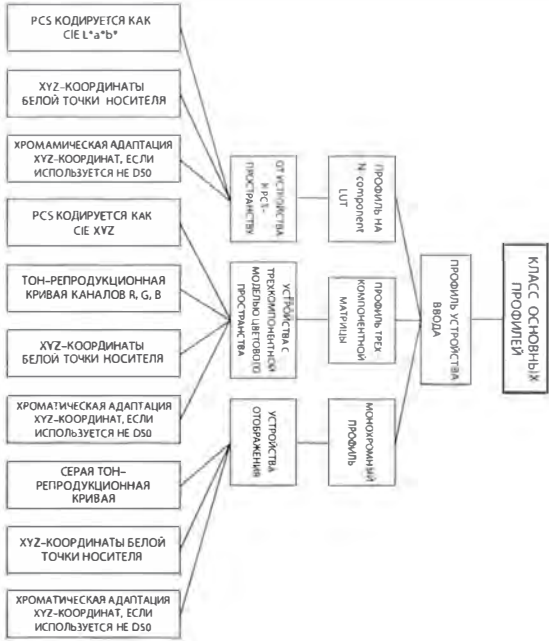 КЛАСС ОСНОВНЫХ
ПРОФИЛЕЙ
ПРОФИЛЬ УСТРОЙСТВА
ВВОДА
ПРОФИЛЬ НА
N-component
LUT
ПРОФИЛЬ ТРЕХ-
КОМПОНЕНТНОЙ
МАТРИЦЫ
МОНОХРОМНЫЙ
ПРОФИЛЬ
ОТ УСТРОЙСТВА
К PCS-
ПРОСТРАНСТВУ
УСТРОЙСТВА С
ТРЕХКОМПОНЕНТНОЙ
МОДЕЛЬЮ ЦВЕТОВОГО
ПРОСТРАНСТВА
УСТРОЙСТВА
ОТОБРАЖЕНИЯ
PCS КОДИРУЕТСЯ КАК
CIE L*a*b*
XYZ-КООРДИНАТЫ
БЕЛОЙ ТОЧКИ НОСИТЕЛЯ
ХРОМАМИЧЕСКАЯ АДАПТАЦИЯ
XYZ-КООРДИНАТ, ЕСЛИ
ИСПОЛЬЗУЕТСЯ НЕ D50
PCS КОДИРУЕТСЯ КАК
CIE XYZ
ТОН-РЕПРОДУКЦИОННАЯ
КРИВАЯ КАНАЛОВ R, G, B
XYZ-КООРДИНАТЫ
БЕЛОЙ ТОЧКИ НОСИТЕЛЯ
ХРОМАТИЧЕСКАЯ АДАПТАЦИЯ
XYZ-КООРДИНАТ, ЕСЛИ
ИСПОЛЬЗУЕТСЯ НЕ D50
СЕРАЯ ТОН-
РЕПРОДУКЦИОННАЯ
КРИВАЯ
XYZ-КООРДИНАТЫ БЕЛОЙ
ТОЧКИ НОСИТЕЛЯ
ХРОМАТИЧЕСКАЯ АДАПТАЦИЯ
XYZ-КООРДИНАТ, ЕСЛИ
ИСПОЛЬЗУЕТСЯ НЕ D50